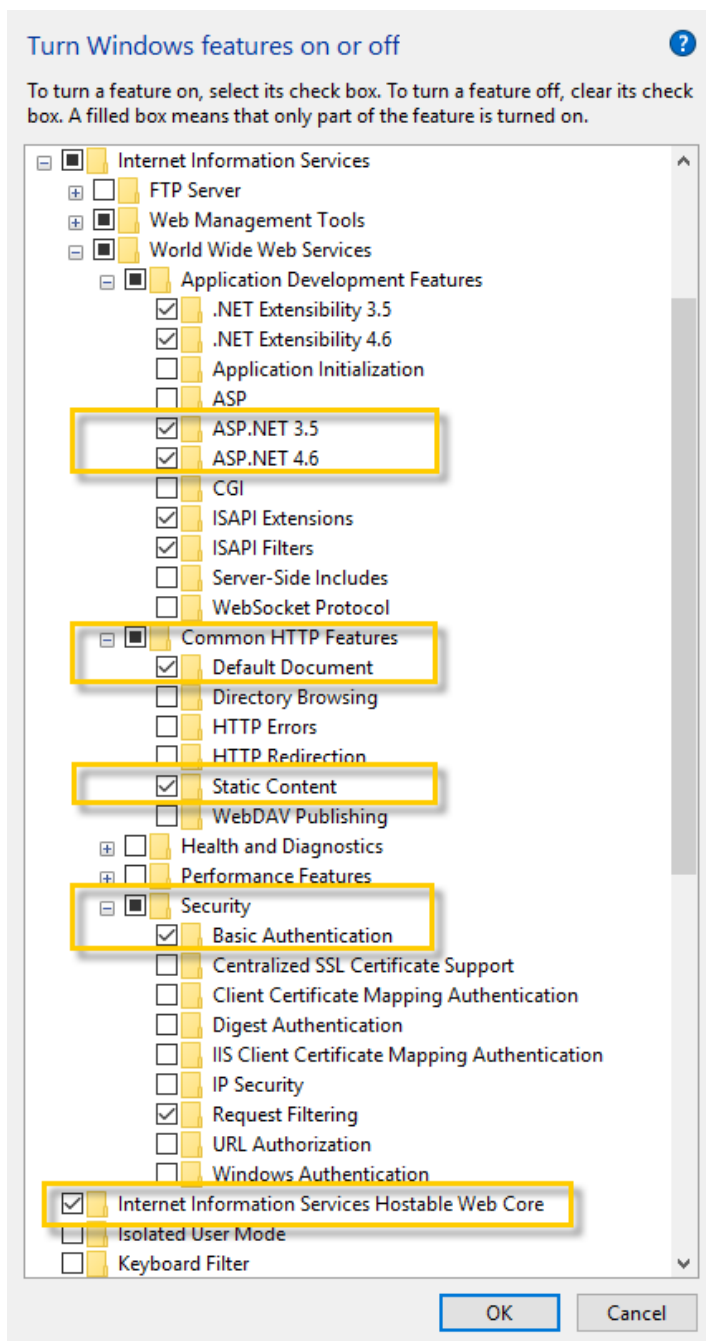 Turn Windows features on or off
?
To turn a feature on, select its check box. To turn a feature off, clear its check
box. A filled box means that only part of the feature is turned on.
Internet Information Services
FTP Server
Web Management Tools
World Wide Web Services
Application Development Features
.NET Extensibility 3.5
.NET Extensibility 4.6
Application Initialization
ASP
ASP.NET 3.5
ASP.NET 4.6
CGI
ISAPI Extensions
ISAPI Filters
Server-Side Includes
WebSocket Protocol
Common HTTP Features
Default Document
Directory Browsing
HTTP Errors
HTTP Redirection
Static Content
WebDAV Publishing
Health and Diagnostics
Performance Features
Security
Basic Authentication
Centralized SSL Certificate Support
Client Certificate Mapping Authentication
Digest Authentication
IIS Client Certificate Mapping Authentication
IP Security
Request Filtering
URL Authorization
Windows Authentication
Internet Information Services Hostable Web Core
Isolated User Mode
Keyboard Filter
OK Cancel